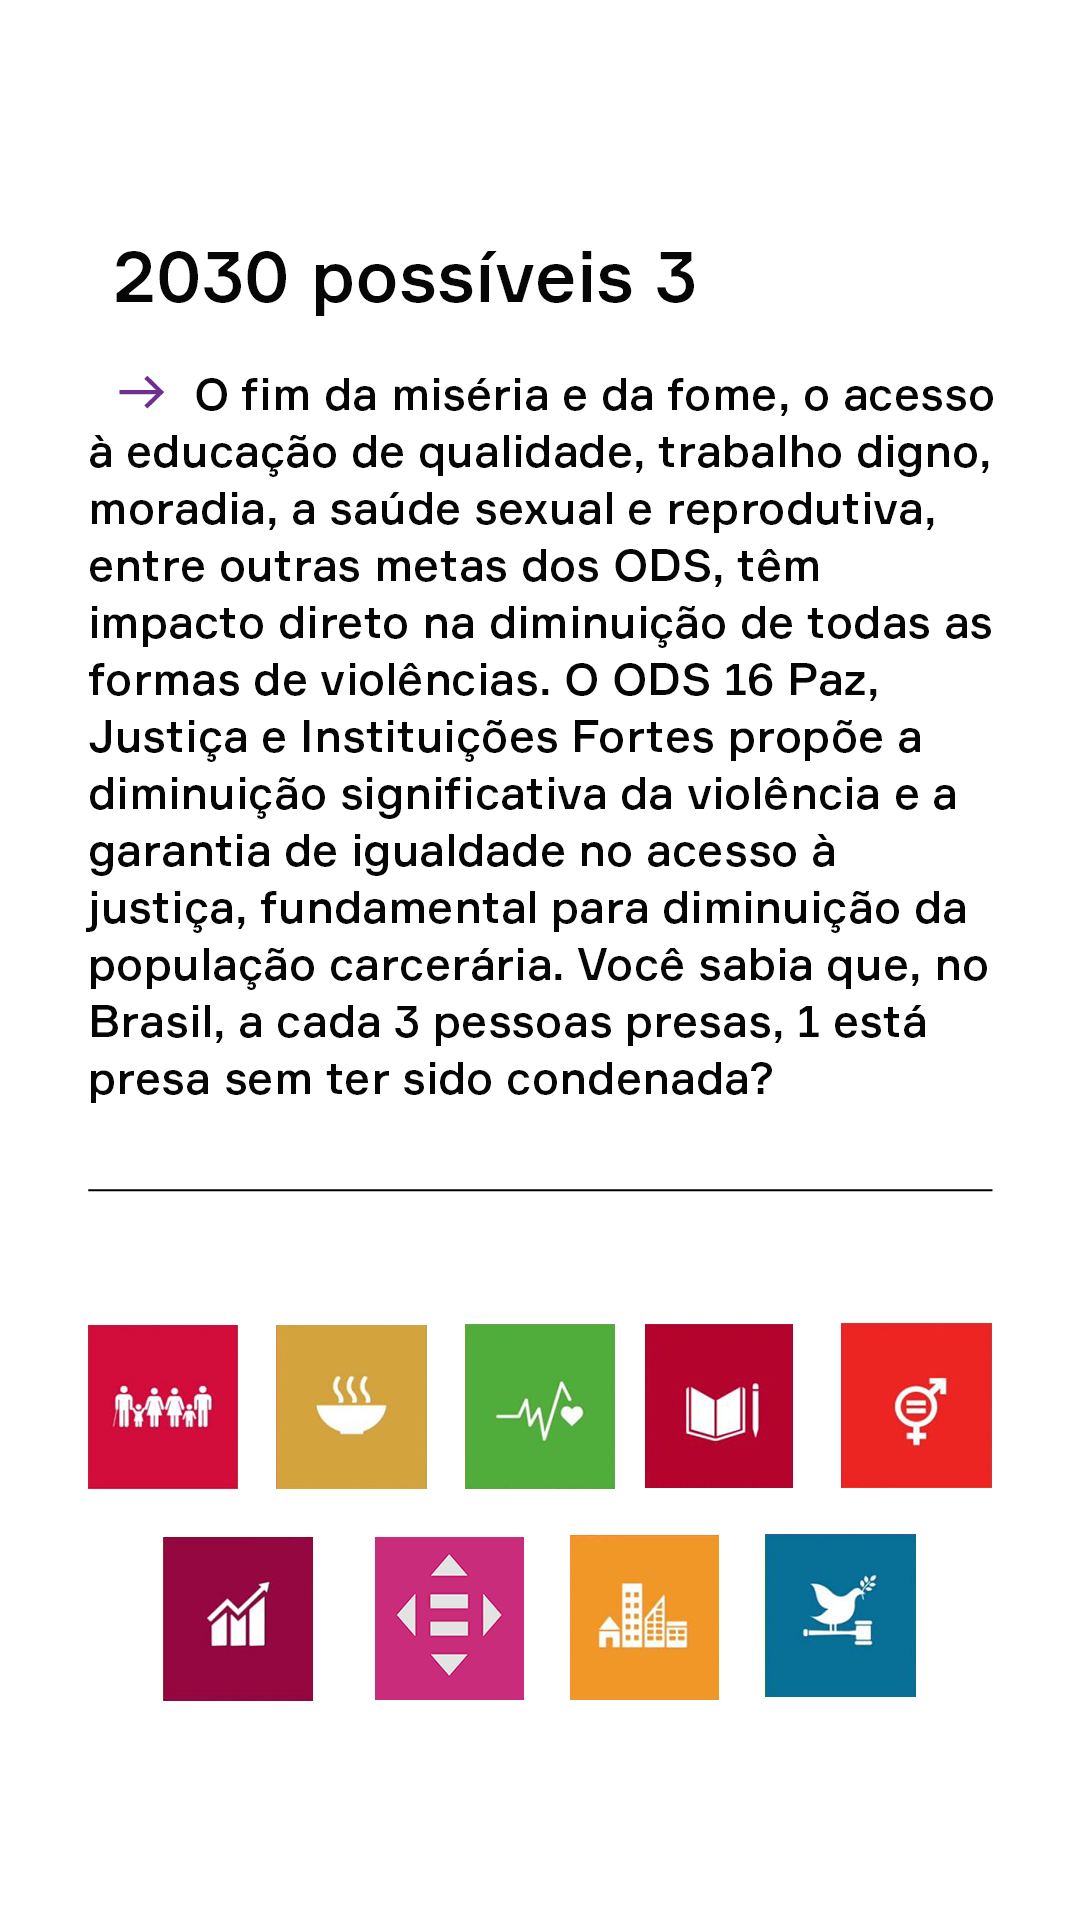 2030 possíveis 3
→ O fim da miséria e da fome, o acesso
à educação de qualidade, trabalho digno,
moradia, a saúde sexual e reprodutiva,
entre outras metas dos ODS, têm
impacto direto na diminuição de todas as
formas de violências. O ODS 16 Paz,
Justiça e Instituições Fortes propõe a
diminuição significativa da violência e a
garantia de igualdade no acesso à
justiça, fundamental para diminuição da
população carcerária. Você sabia que, no
Brasil, a cada 3 pessoas presas, 1 está
presa sem ter sido condenada?